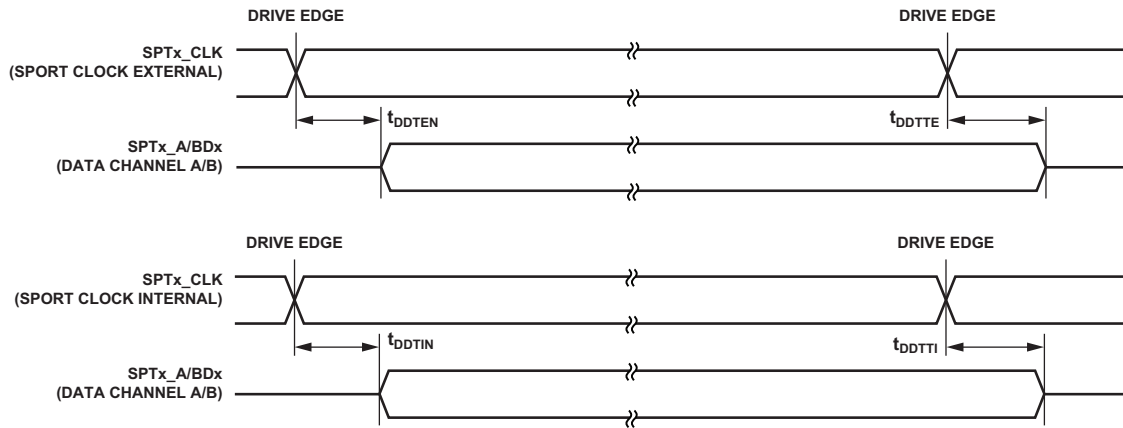 DRIVE EDGE DRIVE EDGE
SPTx_CLK
(SPORT CLOCK EXTERNAL)
tDDTEN tDDTTE
SPTx_A/BDx
(DATA CHANNEL A/B)
DRIVE EDGE DRIVE EDGE
SPTx_CLK
(SPORT CLOCK INTERNAL)
tDDTIN tDDTTI
SPTx_A/BDx
(DATA CHANNEL A/B)